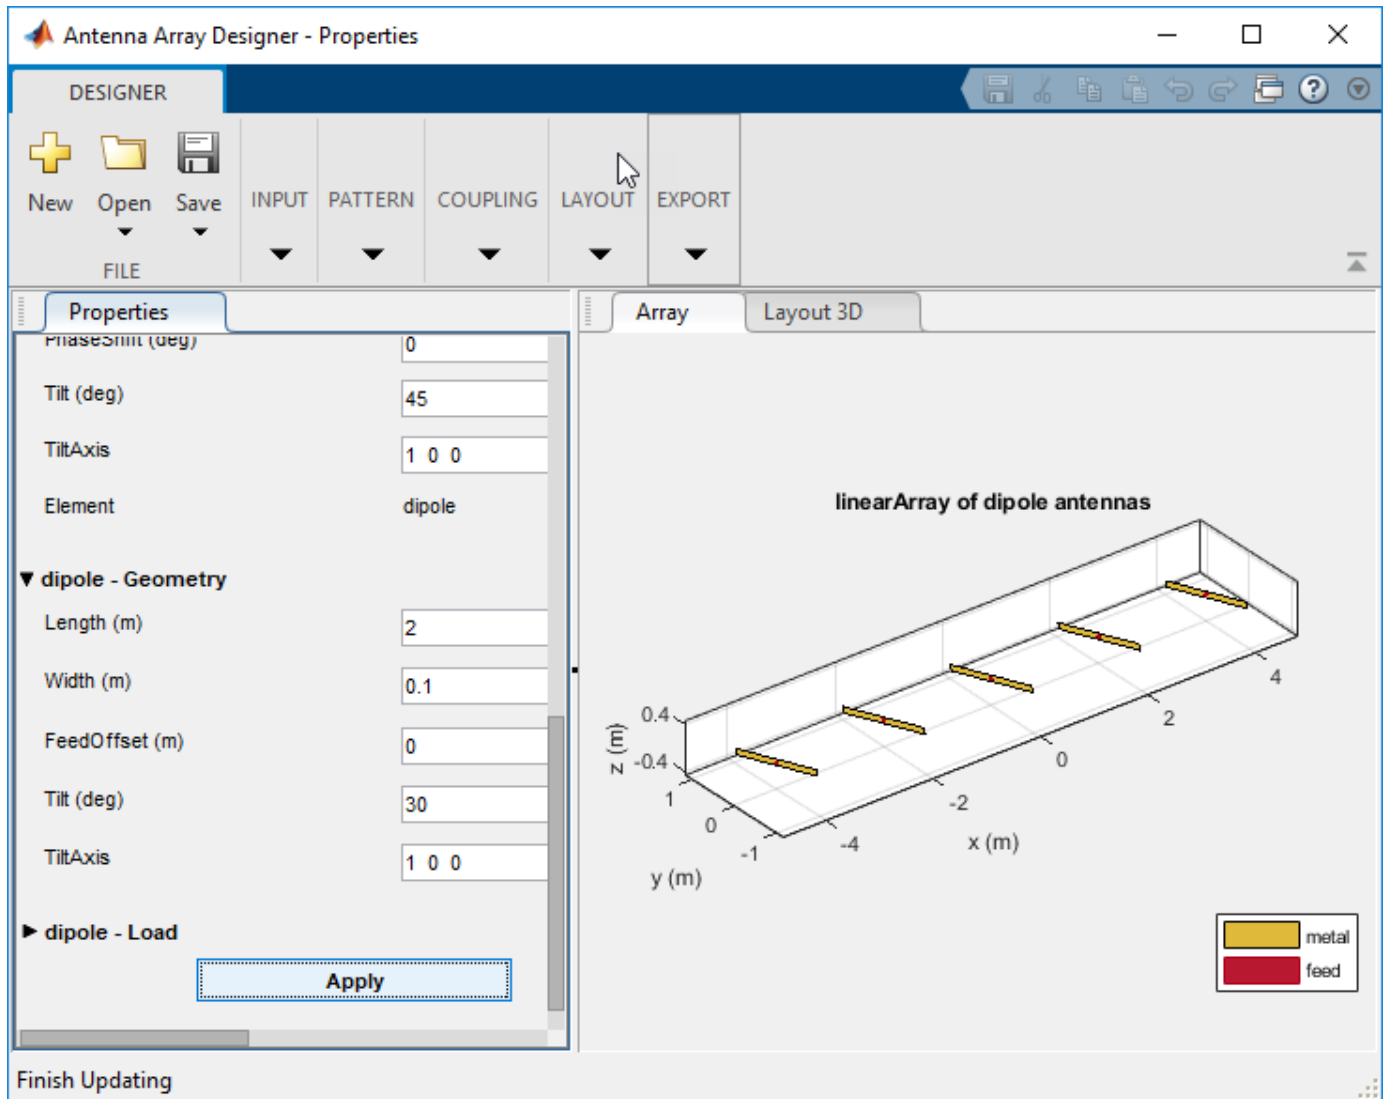 Antenna Array Designer - Properties
DESIGNER
New Open Save INPUT PATTERN COUPLING LAYOUT EXPORT
FILE
Properties
Array Layout 3D
PhaseShift (deg) 0
Tilt (deg) 45
TiltAxis 1 0 0
Element dipole
dipole - Geometry
Length (m) 2
Width (m) 0.1
FeedOffset (m) 0
Tilt (deg) 30
TiltAxis 1 0 0
dipole - Load
Apply
linearArray of dipole antennas
0.4
-0.4
z (m)
1
0
-1
y (m)
-4
-2
0
2
4
x (m)
metal
feed
Finish Updating